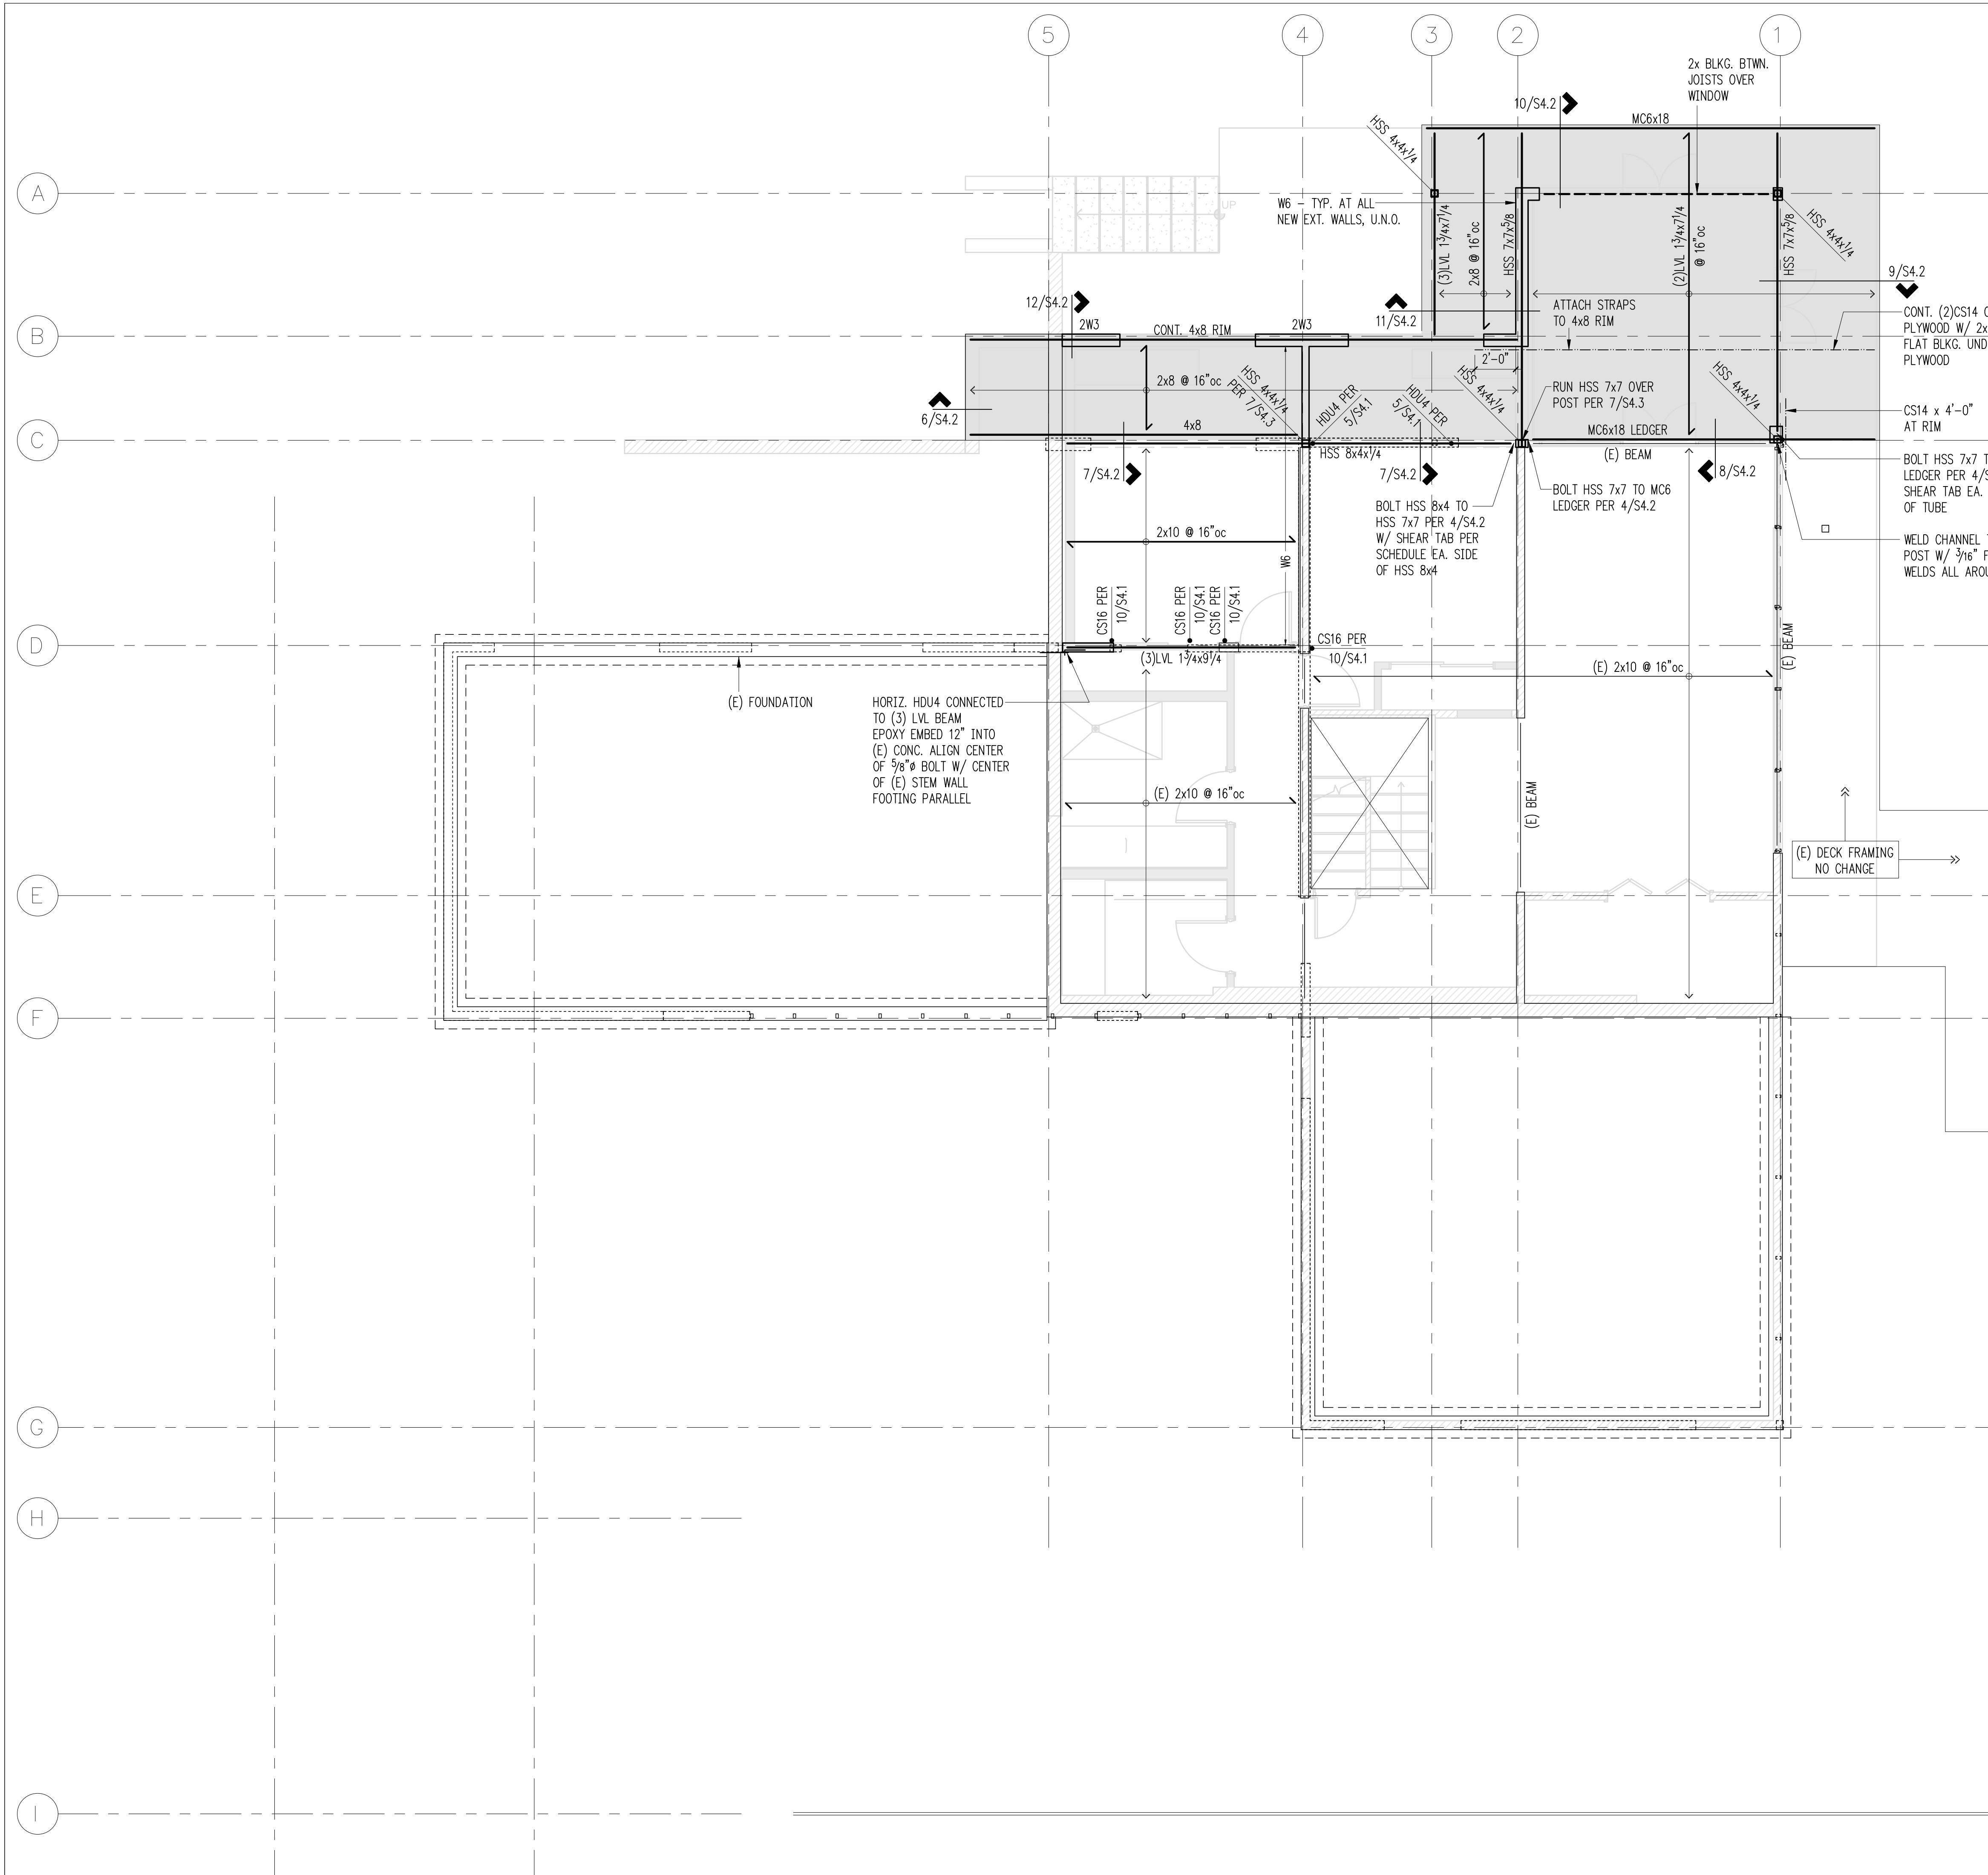 5
4
3
2
1
2x BLKG. BTWN.
JOISTS OVER
WINDOW
10/S4.2
MC6x18
HSS 4x4x1/4
A
UP
W6 – TYP. AT ALL
NEW EXT. WALLS, U.N.O.
(3)LVL 1 3/4x7 1/4
2x8 @ 16"oc
HSS 7x7x5/8
(2)LVL 1 3/4x7 1/4
@ 16"oc
HSS 7x7x5/8
HSS 4x4x1/4
9/S4.2
12/S4.2
11/S4.2
ATTACH STRAPS
TO 4x8 RIM
CONT. (2)CS14
PLYWOOD W/ 2x
FLAT BLKG. UND
PLYWOOD
B
2W3
CONT. 4x8 RIM
2W3
2'-0"
2x8 @ 16"oc
HSS 4x4x1/4
PER 7/S4.3
HDU4 PER
5/S4.1
HDU4 PER
5/S4.1
HSS 4x4x1/4
RUN HSS 7x7 OVER
POST PER 7/S4.3
HSS 4x4x1/4
6/S4.2
4x8
MC6x18 LEDGER
CS14 x 4'-0"
AT RIM
C
HSS 8x4x1/4
(E) BEAM
7/S4.2
7/S4.2
8/S4.2
BOLT HSS 7x7 T
LEDGER PER 4/S
SHEAR TAB EA.
OF TUBE
BOLT HSS 7x7 TO MC6
LEDGER PER 4/S4.2
BOLT HSS 8x4 TO
HSS 7x7 PER 4/S4.2
W/ SHEAR TAB PER
SCHEDULE EA. SIDE
OF HSS 8x4
2x10 @ 16"oc
W6
WELD CHANNEL
POST W/ 3/16" F
WELDS ALL AROU
CS16 PER
10/S4.1
CS16 PER
10/S4.1
CS16 PER
10/S4.1
CS16 PER
10/S4.1
D
(3)LVL 1 3/4x9 1/4
(E) BEAM
(E) 2x10 @ 16"oc
(E) FOUNDATION
HORIZ. HDU4 CONNECTED
TO (3) LVL BEAM
EPOXY EMBED 12" INTO
(E) CONC. ALIGN CENTER
OF 5/8"ø BOLT W/ CENTER
OF (E) STEM WALL
FOOTING PARALLEL
(E) 2x10 @ 16"oc
(E) BEAM
(E) DECK FRAMING
NO CHANGE
E
F
G
H
I